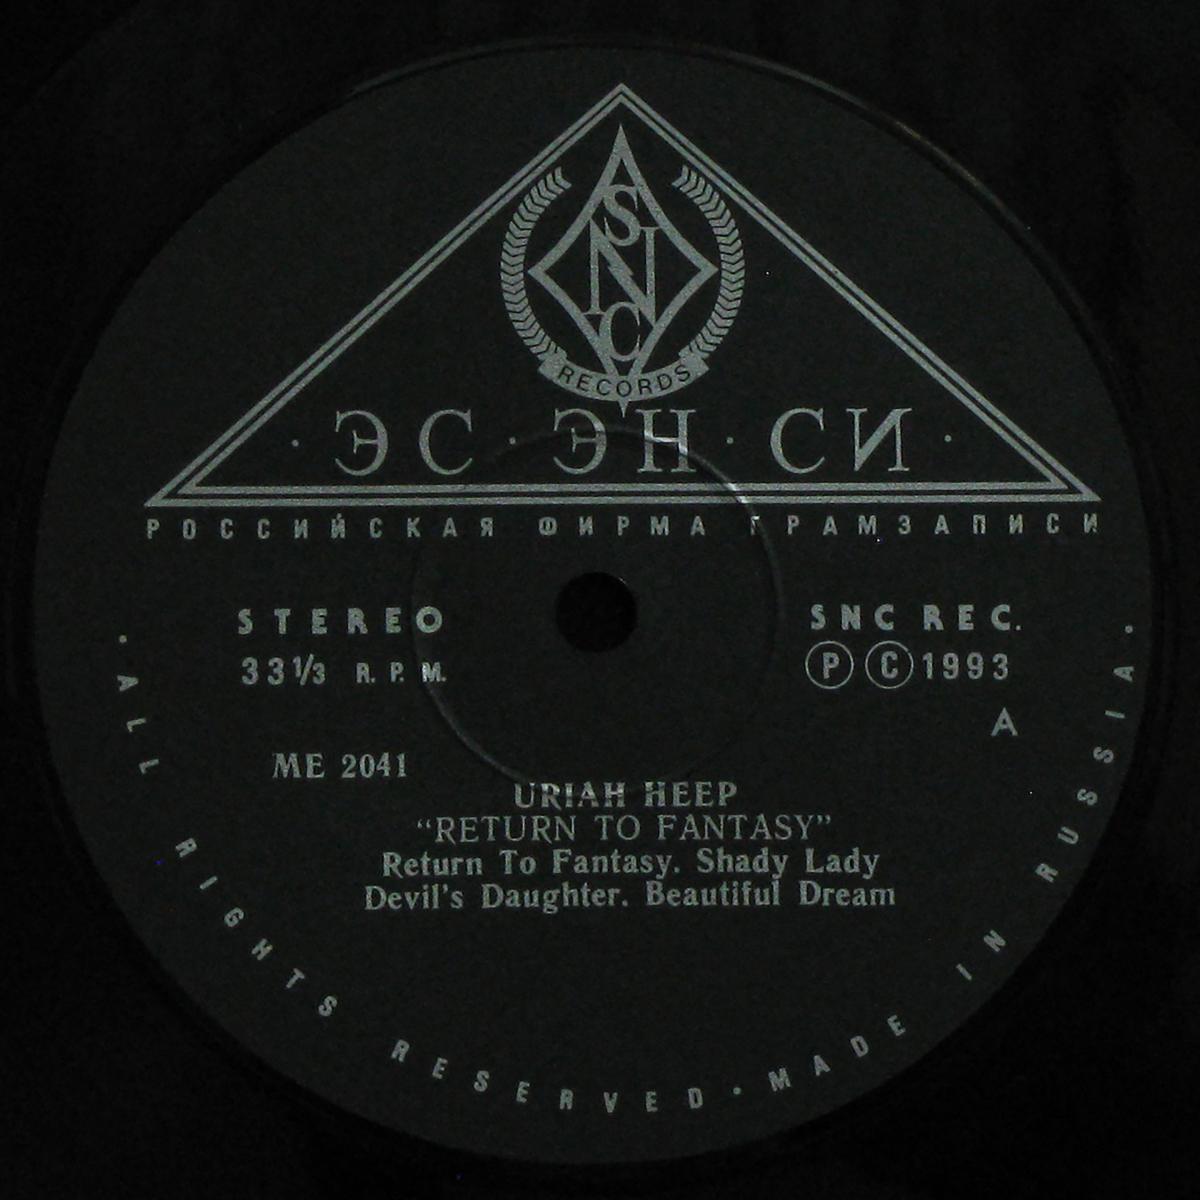 SNC
RECORDS
· ЭС · ЭН · СИ ·
РОССИЙСКАЯ ФИРМА ГРАМЗАПИСИ
STEREO
33⅓ R. P. M.
SNC REC.
Ⓟ Ⓒ 1993
A
ME 2041
URIAH HEEP
“RETURN TO FANTASY”
Return To Fantasy. Shady Lady
Devil's Daughter. Beautiful Dream
· ALL RIGHTS RESERVED · MADE IN RUSSIA ·